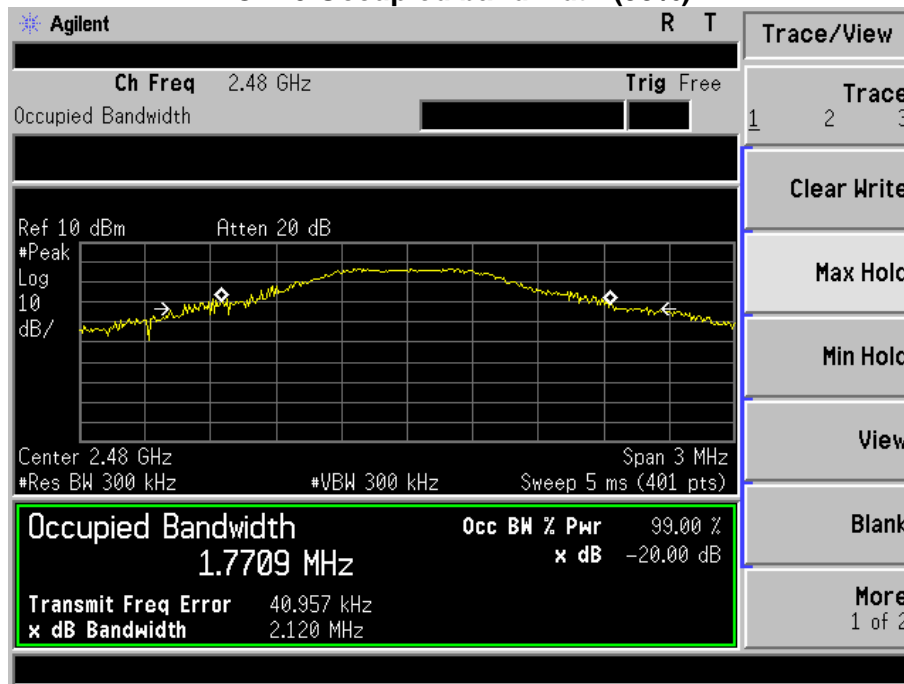 Agilent R T
Trace/View
Ch Freq 2.48 GHz Trig Free
Occupied Bandwidth
Trace
1 2 3
Clear Write
Ref 10 dBm Atten 20 dB
#Peak
Log
10
dB/
Max Hold
Min Hold
View
Center 2.48 GHz Span 3 MHz
#Res BW 300 kHz #VBW 300 kHz Sweep 5 ms (401 pts)
Occupied Bandwidth
1.7709 MHz
Occ BW % Pwr 99.00 %
x dB -20.00 dB
Blank
Transmit Freq Error 40.957 kHz
x dB Bandwidth 2.120 MHz
More
1 of 2